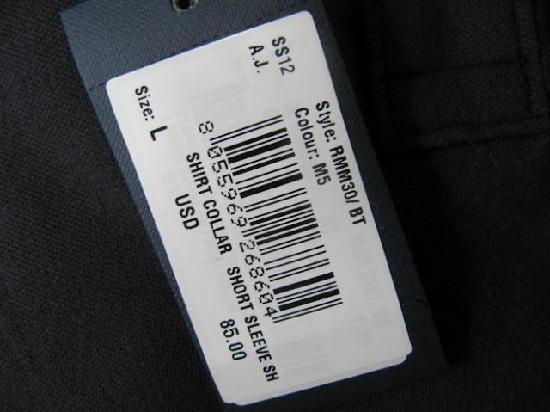 SS12
A.J.
Style: RMM30/ BT
Colour: M5
Size: L
8 055969 268604
SHIRT COLLAR SHORT SLEEVE SH
USD 85.00